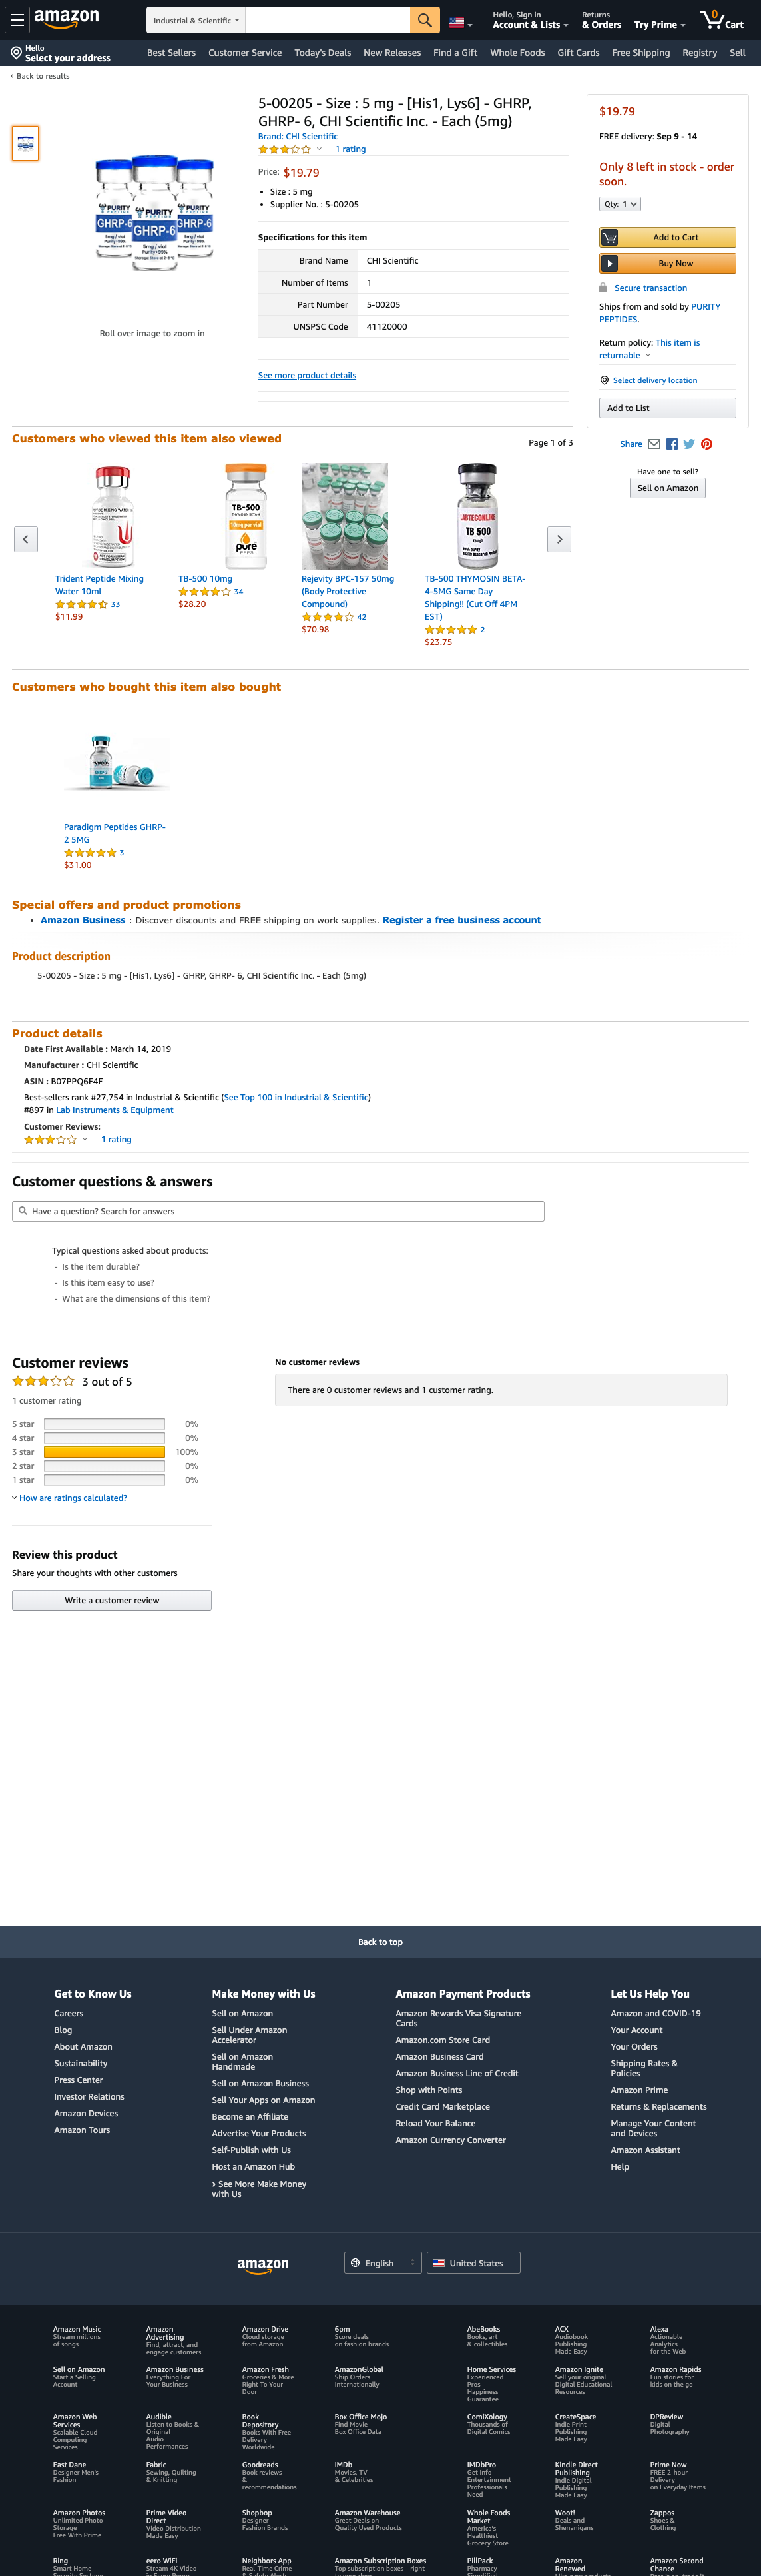 amazon
Industrial & Scientific
Hello, Sign in
Account & Lists
Returns
& Orders
Try Prime
0
Cart
Hello
Select your address
Best Sellers
Customer Service
Today's Deals
New Releases
Find a Gift
Whole Foods
Gift Cards
Free Shipping
Registry
Sell
‹ Back to results
PURITY
GHRP-6
5mg / vial
Purity>99%
Roll over image to zoom in
5-00205 - Size : 5 mg - [His1, Lys6] - GHRP,
GHRP- 6, CHI Scientific Inc. - Each (5mg)
Brand: CHI Scientific
1 rating
Price: $19.79
• Size : 5 mg
• Supplier No. : 5-00205
Specifications for this item
Brand Name CHI Scientific
Number of Items 1
Part Number 5-00205
UNSPSC Code 41120000
See more product details
$19.79
FREE delivery: Sep 9 - 14
Only 8 left in stock - order
soon.
Qty: 1
Add to Cart
Buy Now
Secure transaction
Ships from and sold by PURITY
PEPTIDES.
Return policy: This item is
returnable
Select delivery location
Add to List
Share
Have one to sell?
Sell on Amazon
Customers who viewed this item also viewed
Page 1 of 3
PEPTIDE MIXING WATER
TB-500
10mg per vial
pure
PEPS
LABTECONLINE
TB 500
Trident Peptide Mixing
Water 10ml
33
$11.99
TB-500 10mg
34
$28.20
Rejevity BPC-157 50mg
(Body Protective
Compound)
42
$70.98
TB-500 THYMOSIN BETA-
4-5MG Same Day
Shipping!! (Cut Off 4PM
EST)
2
$23.75
Customers who bought this item also bought
Paradigm Peptides GHRP-
2 5MG
3
$31.00
Special offers and product promotions
• Amazon Business : Discover discounts and FREE shipping on work supplies. Register a free business account
Product description
5-00205 - Size : 5 mg - [His1, Lys6] - GHRP, GHRP- 6, CHI Scientific Inc. - Each (5mg)
Product details
Date First Available : March 14, 2019
Manufacturer : CHI Scientific
ASIN : B07PPQ6F4F
Best-sellers rank #27,754 in Industrial & Scientific (See Top 100 in Industrial & Scientific)
#897 in Lab Instruments & Equipment
Customer Reviews:
1 rating
Customer questions & answers
Have a question? Search for answers
Typical questions asked about products:
- Is the item durable?
- Is this item easy to use?
- What are the dimensions of this item?
Customer reviews
3 out of 5
1 customer rating
5 star 0%
4 star 0%
3 star 100%
2 star 0%
1 star 0%
How are ratings calculated?
Review this product
Share your thoughts with other customers
Write a customer review
No customer reviews
There are 0 customer reviews and 1 customer rating.
Back to top
Get to Know Us
Careers
Blog
About Amazon
Sustainability
Press Center
Investor Relations
Amazon Devices
Amazon Tours
Make Money with Us
Sell on Amazon
Sell Under Amazon
Accelerator
Sell on Amazon
Handmade
Sell on Amazon Business
Sell Your Apps on Amazon
Become an Affiliate
Advertise Your Products
Self-Publish with Us
Host an Amazon Hub
› See More Make Money
with Us
Amazon Payment Products
Amazon Rewards Visa Signature
Cards
Amazon.com Store Card
Amazon Business Card
Amazon Business Line of Credit
Shop with Points
Credit Card Marketplace
Reload Your Balance
Amazon Currency Converter
Let Us Help You
Amazon and COVID-19
Your Account
Your Orders
Shipping Rates &
Policies
Amazon Prime
Returns & Replacements
Manage Your Content
and Devices
Amazon Assistant
Help
amazon
English
United States
Amazon Music
Stream millions
of songs
Amazon
Advertising
Find, attract, and
engage customers
Amazon Drive
Cloud storage
from Amazon
6pm
Score deals
on fashion brands
AbeBooks
Books, art
& collectibles
ACX
Audiobook
Publishing
Made Easy
Alexa
Actionable
Analytics
for the Web
Sell on Amazon
Start a Selling
Account
Amazon Business
Everything For
Your Business
Amazon Fresh
Groceries & More
Right To Your
Door
AmazonGlobal
Ship Orders
Internationally
Home Services
Experienced
Pros
Happiness
Guarantee
Amazon Ignite
Sell your original
Digital Educational
Resources
Amazon Rapids
Fun stories for
kids on the go
Amazon Web
Services
Scalable Cloud
Computing
Services
Audible
Listen to Books &
Original
Audio
Performances
Book
Depository
Books With Free
Delivery
Worldwide
Box Office Mojo
Find Movie
Box Office Data
ComiXology
Thousands of
Digital Comics
CreateSpace
Indie Print
Publishing
Made Easy
DPReview
Digital
Photography
East Dane
Designer Men's
Fashion
Fabric
Sewing, Quilting
& Knitting
Goodreads
Book reviews
&
recommendations
IMDb
Movies, TV
& Celebrities
IMDbPro
Get Info
Entertainment
Professionals
Need
Kindle Direct
Publishing
Indie Digital
Publishing
Made Easy
Prime Now
FREE 2-hour
Delivery
on Everyday Items
Amazon Photos
Unlimited Photo
Storage
Free With Prime
Prime Video
Direct
Video Distribution
Made Easy
Shopbop
Designer
Fashion Brands
Amazon Warehouse
Great Deals on
Quality Used Products
Whole Foods
Market
America's
Healthiest
Grocery Store
Woot!
Deals and
Shenanigans
Zappos
Shoes &
Clothing
Ring
Smart Home
eero WiFi
Stream 4K Video
Neighbors App
Real-Time Crime
Amazon Subscription Boxes
Top subscription boxes – right
PillPack
Pharmacy
Amazon
Renewed
Amazon Second
Chance